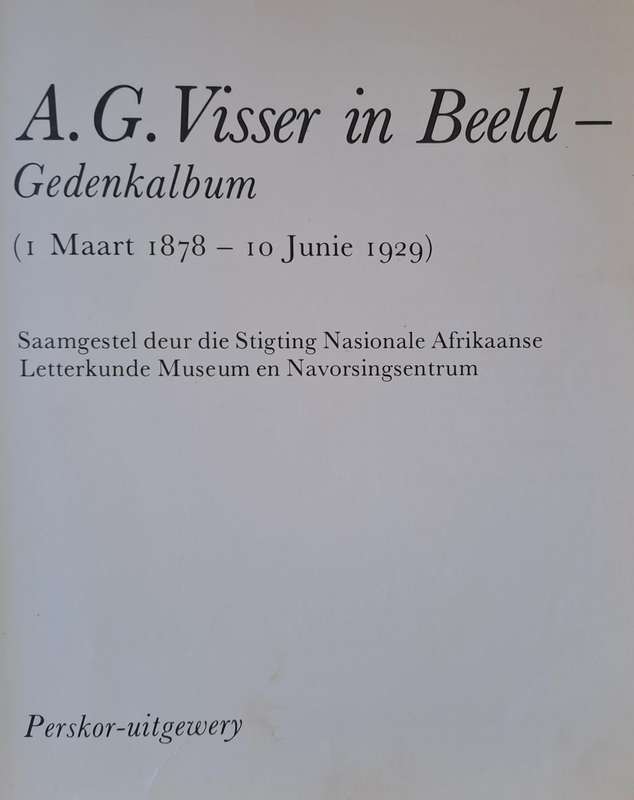 A. G. Visser in Beeld –
Gedenkalbum
(1 Maart 1878 – 10 Junie 1929)
Saamgestel deur die Stigting Nasionale Afrikaanse
Letterkunde Museum en Navorsingsentrum
Perskor-uitgewery